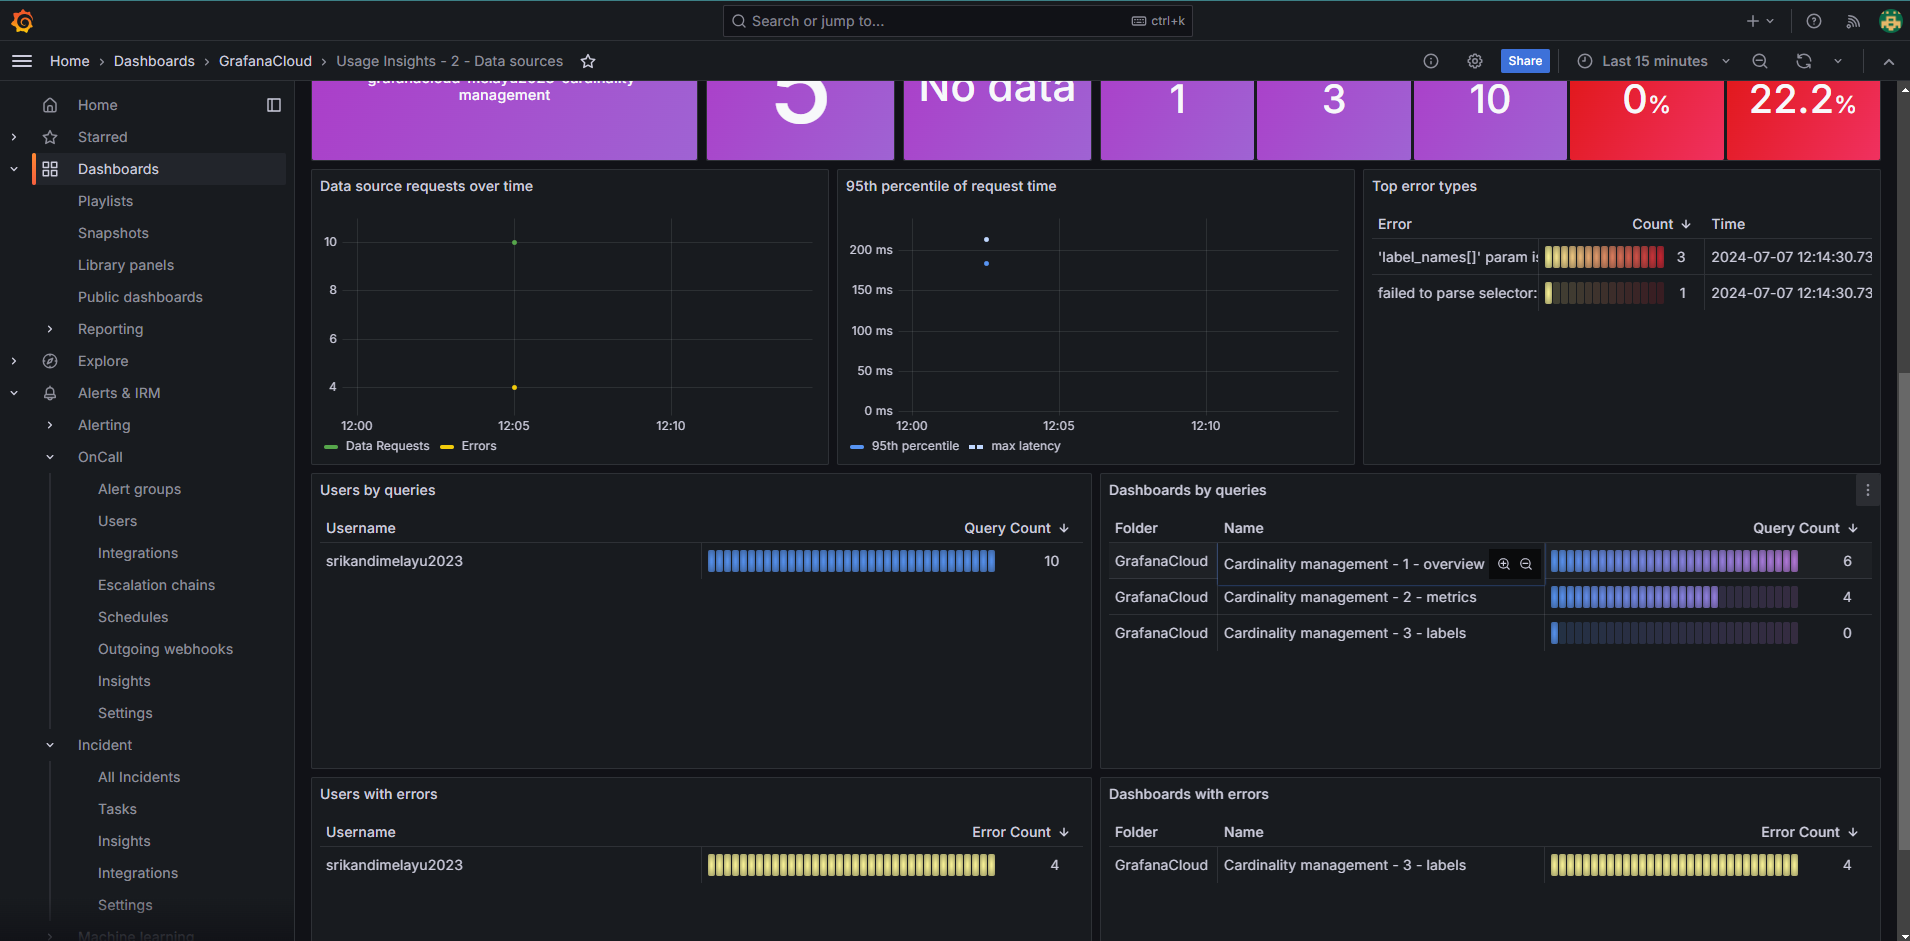 Search or jump to...
ctrl+k
Home › Dashboards › GrafanaCloud › Usage Insights - 2 - Data sources
Share
Last 15 minutes
Home
Starred
Dashboards
Playlists
Snapshots
Library panels
Public dashboards
Reporting
Explore
Alerts & IRM
Alerting
OnCall
Alert groups
Users
Integrations
Escalation chains
Schedules
Outgoing webhooks
Insights
Settings
Incident
All Incidents
Tasks
Insights
Integrations
Settings
Machine learning
grafanacloud-melayu2023-cardinality
management
5
No data
1
3
10
0%
22.2%
Data source requests over time
10
8
6
4
12:00 12:05 12:10
Data Requests Errors
95th percentile of request time
200 ms
150 ms
100 ms
50 ms
0 ms
12:00 12:05 12:10
95th percentile max latency
Top error types
Error Count Time
'label_names[]' param is 3 2024-07-07 12:14:30.73
failed to parse selector: 1 2024-07-07 12:14:30.73
Users by queries
Username Query Count
srikandimelayu2023 10
Dashboards by queries
Folder Name Query Count
GrafanaCloud Cardinality management - 1 - overview 6
GrafanaCloud Cardinality management - 2 - metrics 4
GrafanaCloud Cardinality management - 3 - labels 0
Users with errors
Username Error Count
srikandimelayu2023 4
Dashboards with errors
Folder Name Error Count
GrafanaCloud Cardinality management - 3 - labels 4